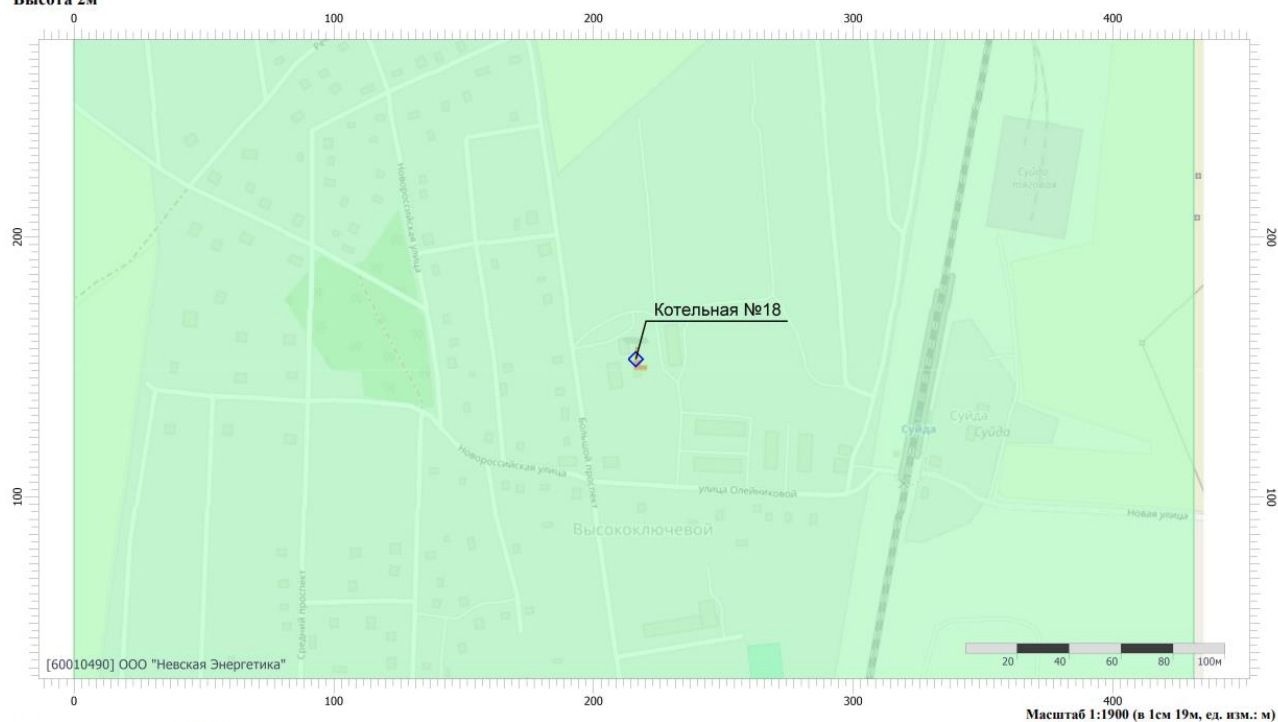 Высота 2м
0 100 200 300 400
Новороссийская улица
Суйда
тяговая
200 200
Котельная №18
Суйда
Суйда
Суйда
Большой проспект
Новороссийская улица
100 100
улица Олейниковой
Новая улица
Высокоключевой
Средний проспект
[60010490] ООО "Невская Энергетика"
20 40 60 80 100м
0 100 200 300 400
Масштаб 1:1900 (в 1см 19м, ед. изм.: м)